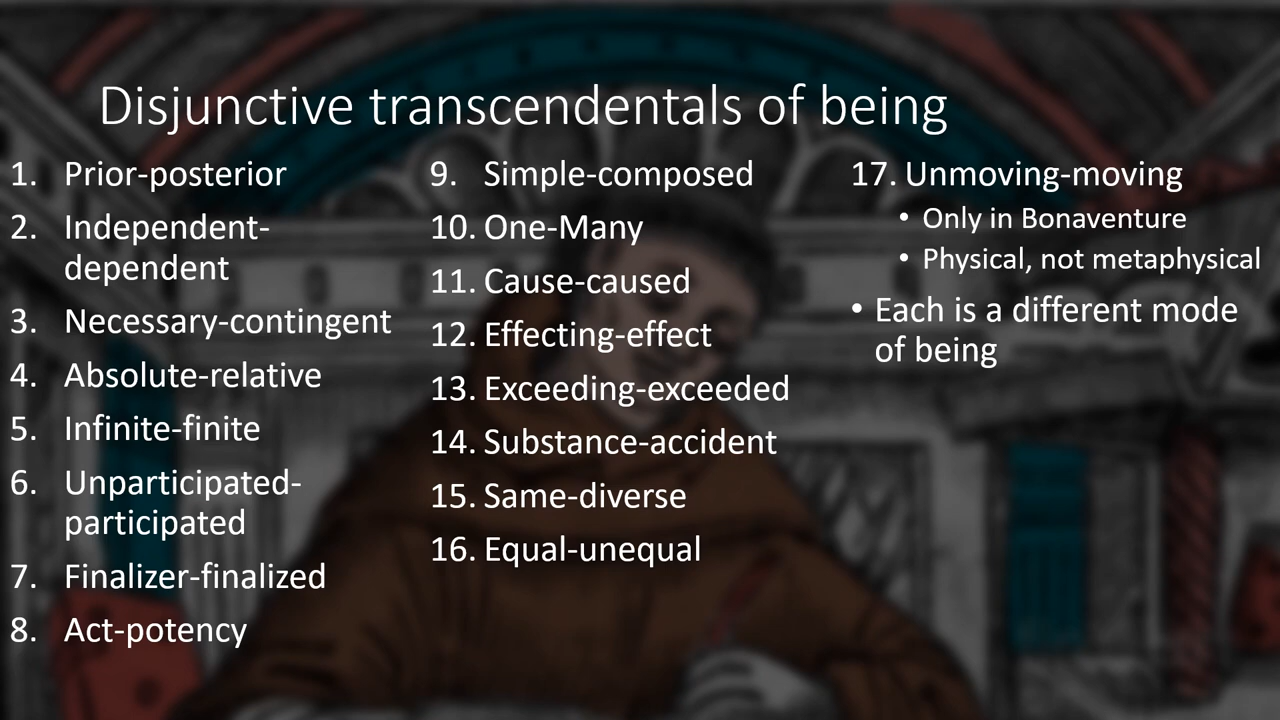 Disjunctive transcendentals of being
1. Prior-posterior
2. Independent-
dependent
3. Necessary-contingent
4. Absolute-relative
5. Infinite-finite
6. Unparticipated-
participated
7. Finalizer-finalized
8. Act-potency
9. Simple-composed
10. One-Many
11. Cause-caused
12. Effecting-effect
13. Exceeding-exceeded
14. Substance-accident
15. Same-diverse
16. Equal-unequal
17. Unmoving-moving
• Only in Bonaventure
• Physical, not metaphysical
• Each is a different mode
of being